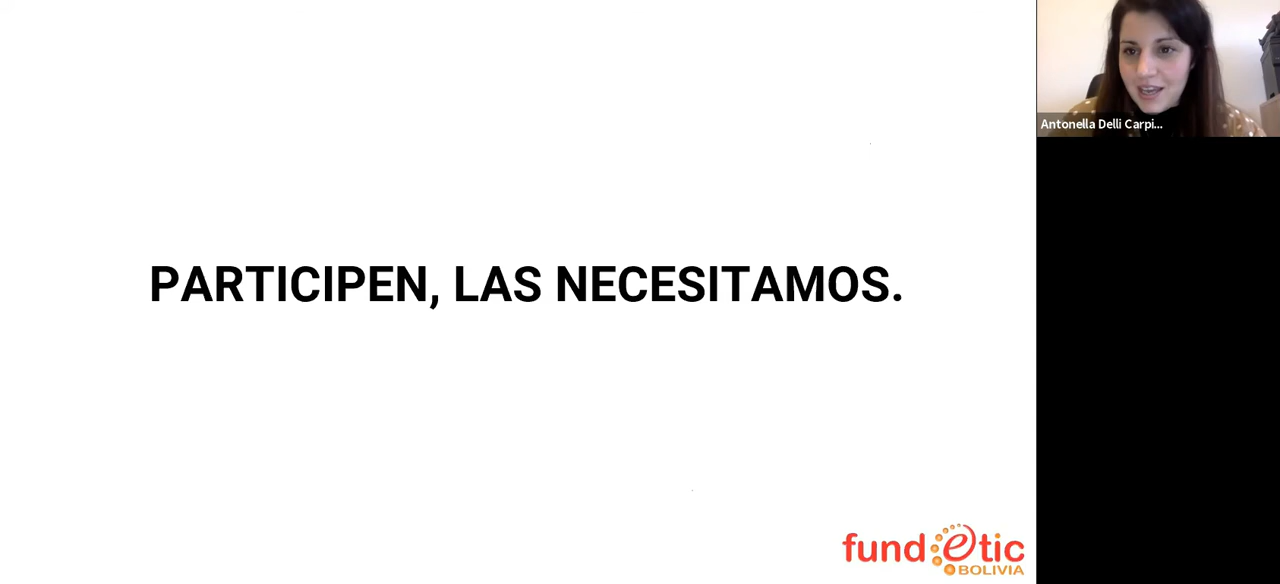 Antonella Delli Carpi...
PARTICIPEN, LAS NECESITAMOS.
fundetic
BOLIVIA